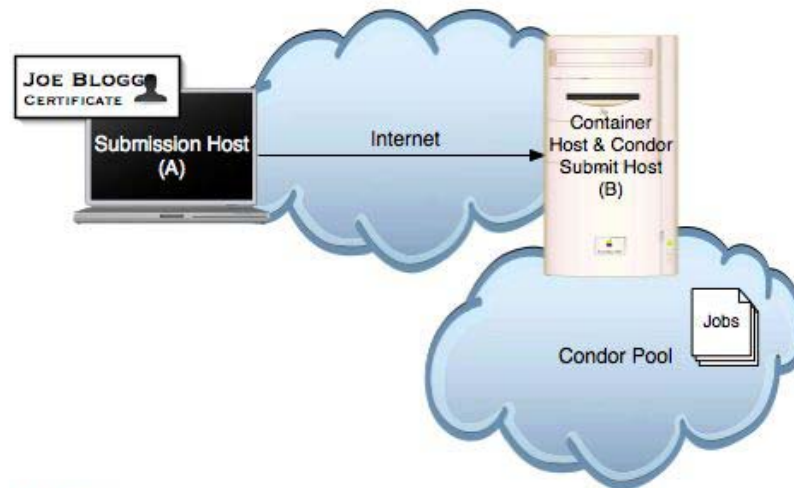 JOE BLOGG
CERTIFICATE
Submission Host
(A)
Internet
Container
Host & Condor
Submit Host
(B)
Jobs
Condor Pool